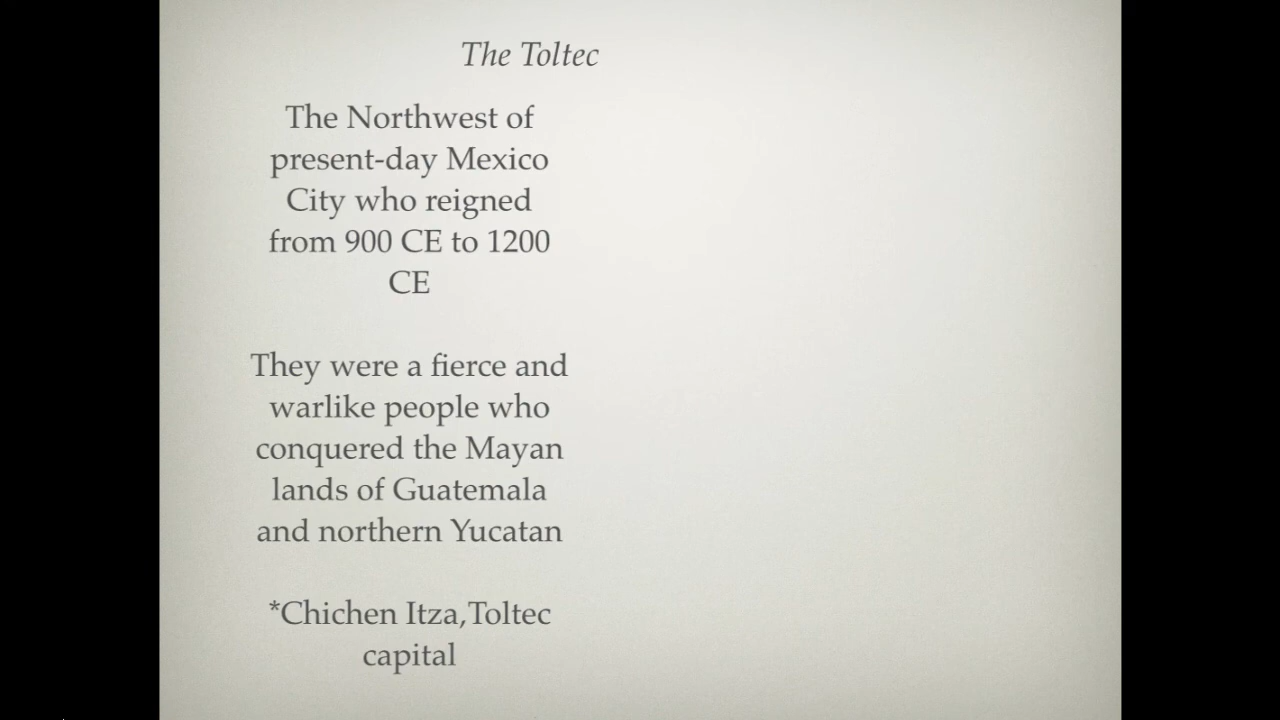 The Toltec
The Northwest of
present-day Mexico
City who reigned
from 900 CE to 1200
CE
They were a fierce and
warlike people who
conquered the Mayan
lands of Guatemala
and northern Yucatan
*Chichen Itza,Toltec
capital